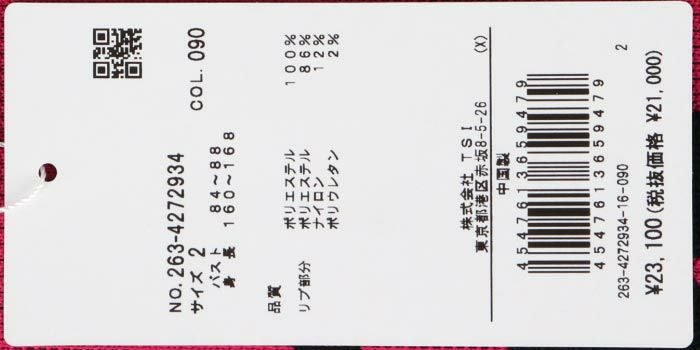 NO. 263-4272934 COL. 090
サイズ 2
バスト 84～88
身長 160～168
品質 ポリエステル 100%
リブ部分 ポリエステル 86%
ナイロン 12%
ポリウレタン 2%
(X)
株式会社 TSI
東京都港区赤坂8-5-26
中国製
4547613659479
4547613659479
263-4272934-16-090 2
¥23,100(税抜価格 ¥21,000)